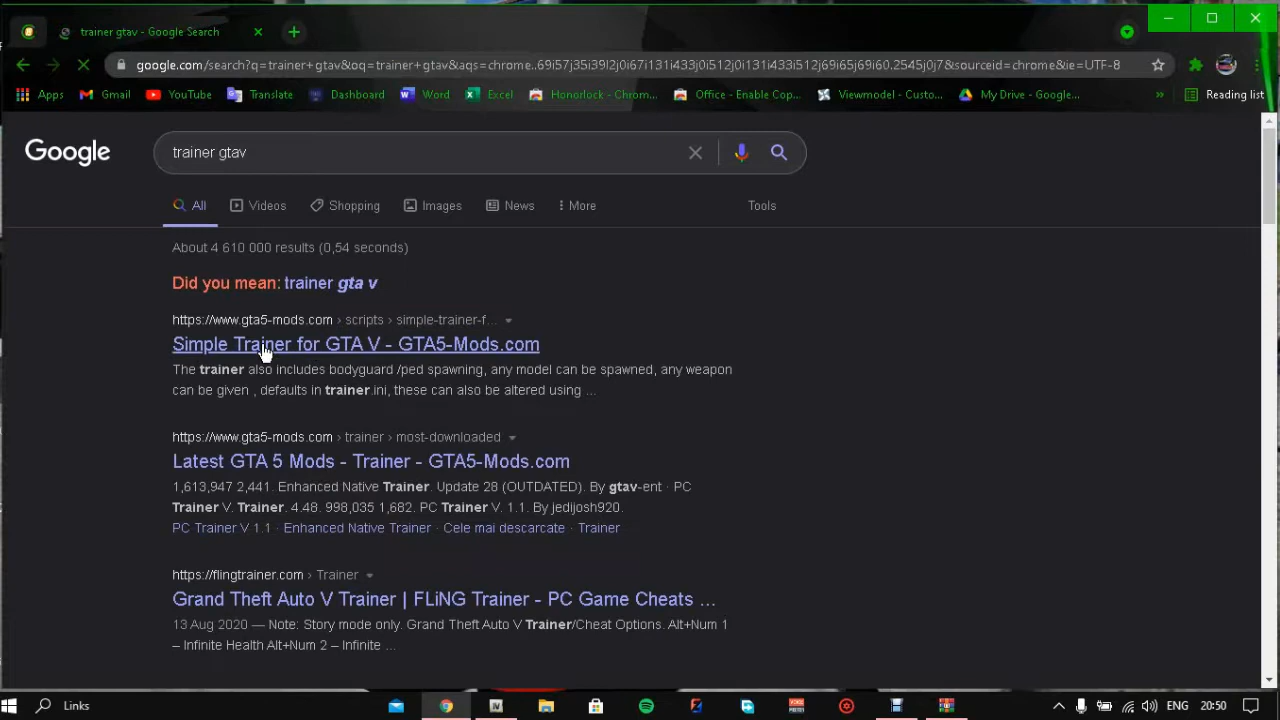 trainer gtav - Google Search
google.com/search?q=trainer+gtav&oq=trainer+gtav&aqs=chrome..69i57j35i39l2j0i67i131i433j0i512j0i131i433i512j69i65j69i60.2545j0j7&sourceid=chrome&ie=UTF-8
Apps Gmail YouTube Translate Dashboard Word Excel Honorlock - Chrom... Office - Enable Cop... Viewmodel - Custo... My Drive - Google... » Reading list
Google trainer gtav
All Videos Shopping Images News More Tools
About 4 610 000 results (0,54 seconds)
Did you mean: trainer gta v
https://www.gta5-mods.com › scripts › simple-trainer-f...
Simple Trainer for GTA V - GTA5-Mods.com
The trainer also includes bodyguard /ped spawning, any model can be spawned, any weapon
can be given , defaults in trainer.ini, these can also be altered using ...
https://www.gta5-mods.com › trainer › most-downloaded
Latest GTA 5 Mods - Trainer - GTA5-Mods.com
1,613,947 2,441. Enhanced Native Trainer. Update 28 (OUTDATED). By gtav-ent · PC
Trainer V. Trainer. 4.48. 998,035 1,682. PC Trainer V. 1.1. By jedijosh920.
PC Trainer V 1.1 · Enhanced Native Trainer · Cele mai descarcate · Trainer
https://flingtrainer.com › Trainer
Grand Theft Auto V Trainer | FLiNG Trainer - PC Game Cheats ...
13 Aug 2020 — Note: Story mode only. Grand Theft Auto V Trainer/Cheat Options. Alt+Num 1
– Infinite Health Alt+Num 2 – Infinite ...
Links ENG 20:50